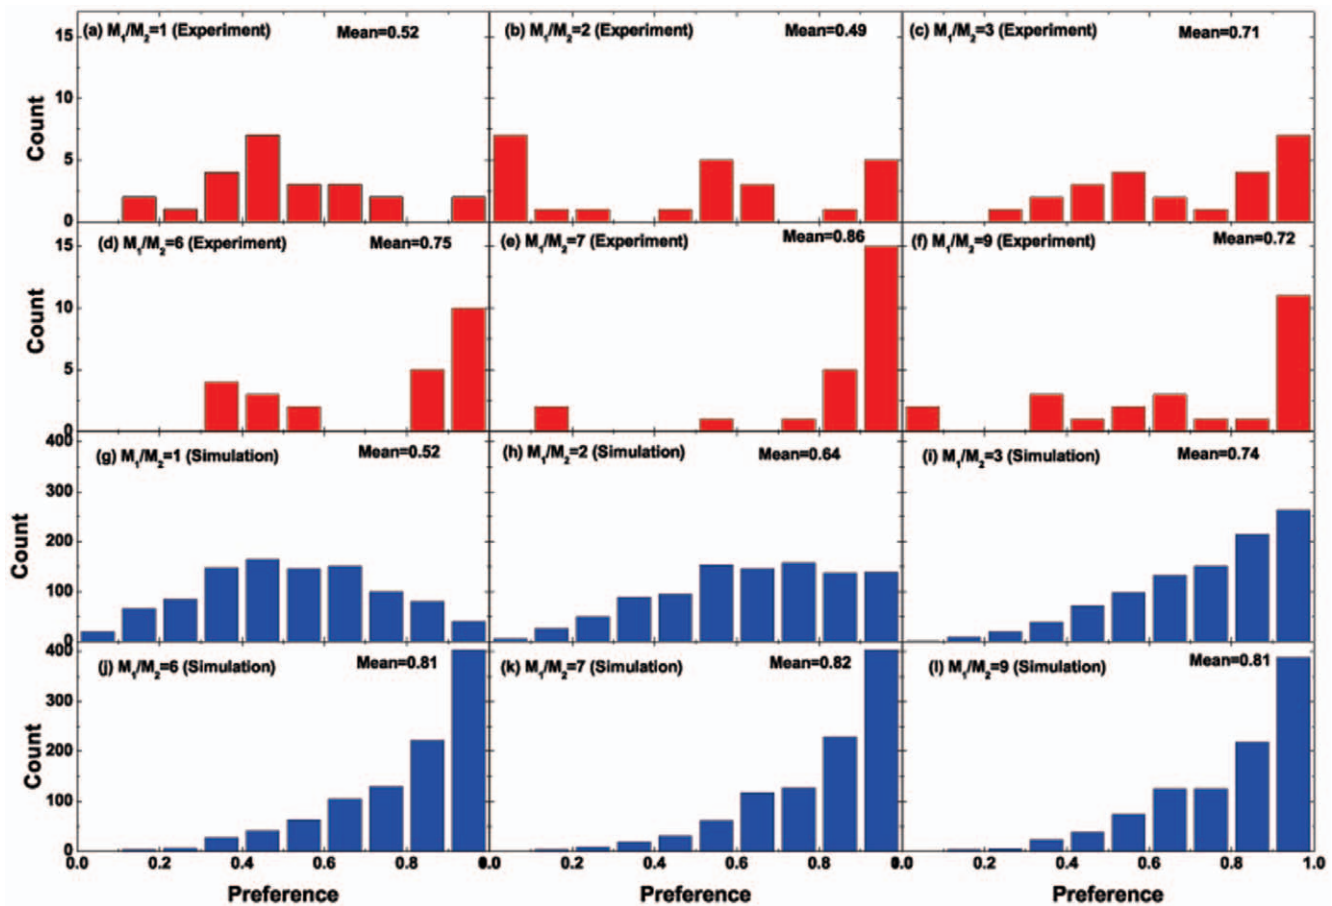 (a) M₁/M₂=1 (Experiment) Mean=0.52
(b) M₁/M₂=2 (Experiment) Mean=0.49
(c) M₁/M₂=3 (Experiment) Mean=0.71
15
10
5
0
Count
(d) M₁/M₂=6 (Experiment) Mean=0.75
(e) M₁/M₂=7 (Experiment) Mean=0.86
(f) M₁/M₂=9 (Experiment) Mean=0.72
15
10
5
0
Count
(g) M₁/M₂=1 (Simulation) Mean=0.52
(h) M₁/M₂=2 (Simulation) Mean=0.64
(i) M₁/M₂=3 (Simulation) Mean=0.74
400
300
200
100
0
Count
(j) M₁/M₂=6 (Simulation) Mean=0.81
(k) M₁/M₂=7 (Simulation) Mean=0.82
(l) M₁/M₂=9 (Simulation) Mean=0.81
400
300
200
100
0
Count
0.0 0.2 0.4 0.6 0.8 0.0 0.2 0.4 0.6 0.8 0.0 0.2 0.4 0.6 0.8 1.0
Preference Preference Preference